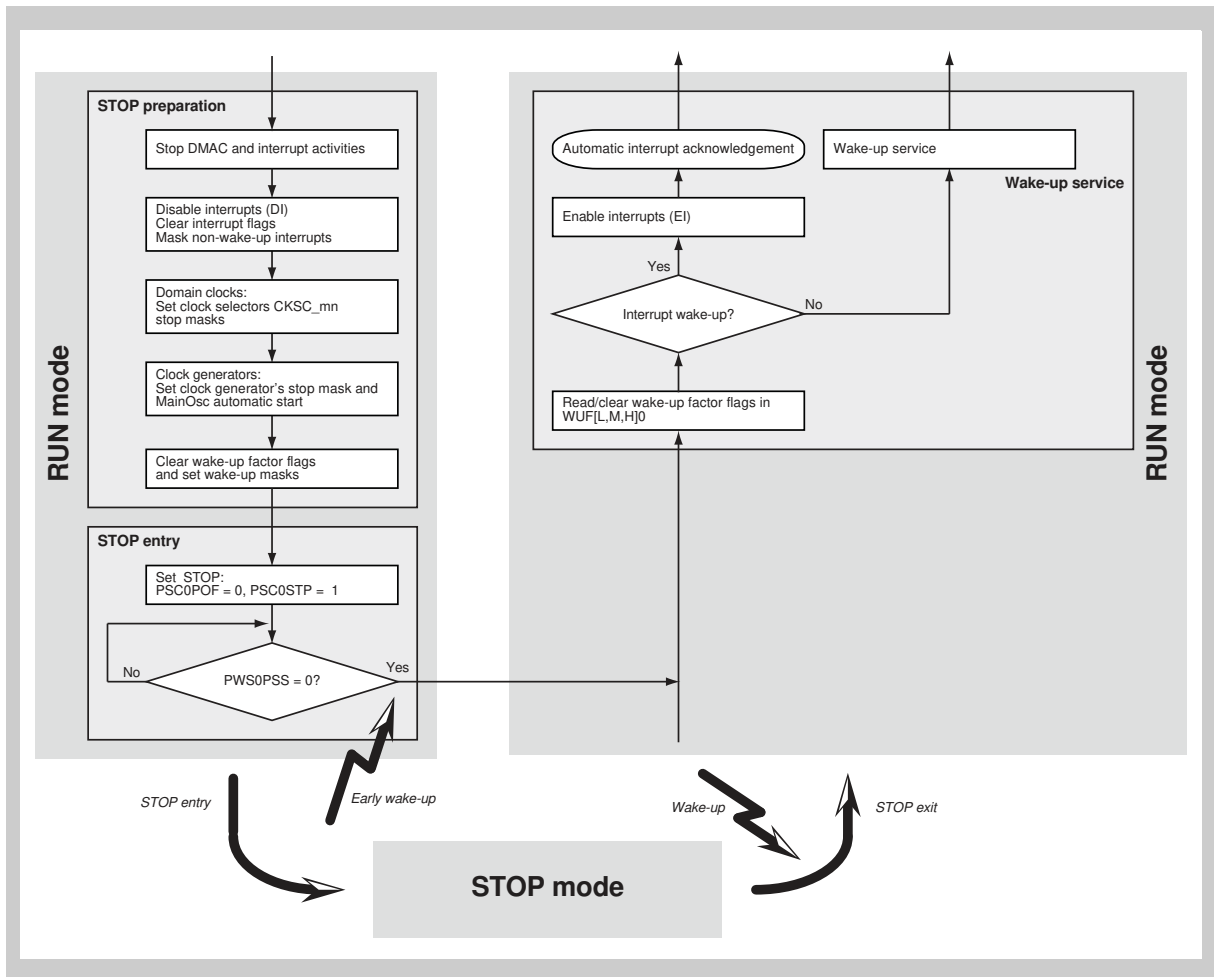 STOP preparation
Stop DMAC and interrupt activities
Disable interrupts (DI)
Clear interrupt flags
Mask non-wake-up interrupts
Domain clocks:
Set clock selectors CKSC_mn
stop masks
Clock generators:
Set clock generator's stop mask and
MainOsc automatic start
Clear wake-up factor flags
and set wake-up masks
RUN mode
STOP entry
Set STOP:
PSC0POF = 0, PSC0STP = 1
PWS0PSS = 0?
No
Yes
Automatic interrupt acknowledgement
Wake-up service
Wake-up service
Enable interrupts (EI)
Yes
Interrupt wake-up?
No
Read/clear wake-up factor flags in
WUF[L,M,H]0
RUN mode
STOP entry
Early wake-up
Wake-up
STOP exit
STOP mode